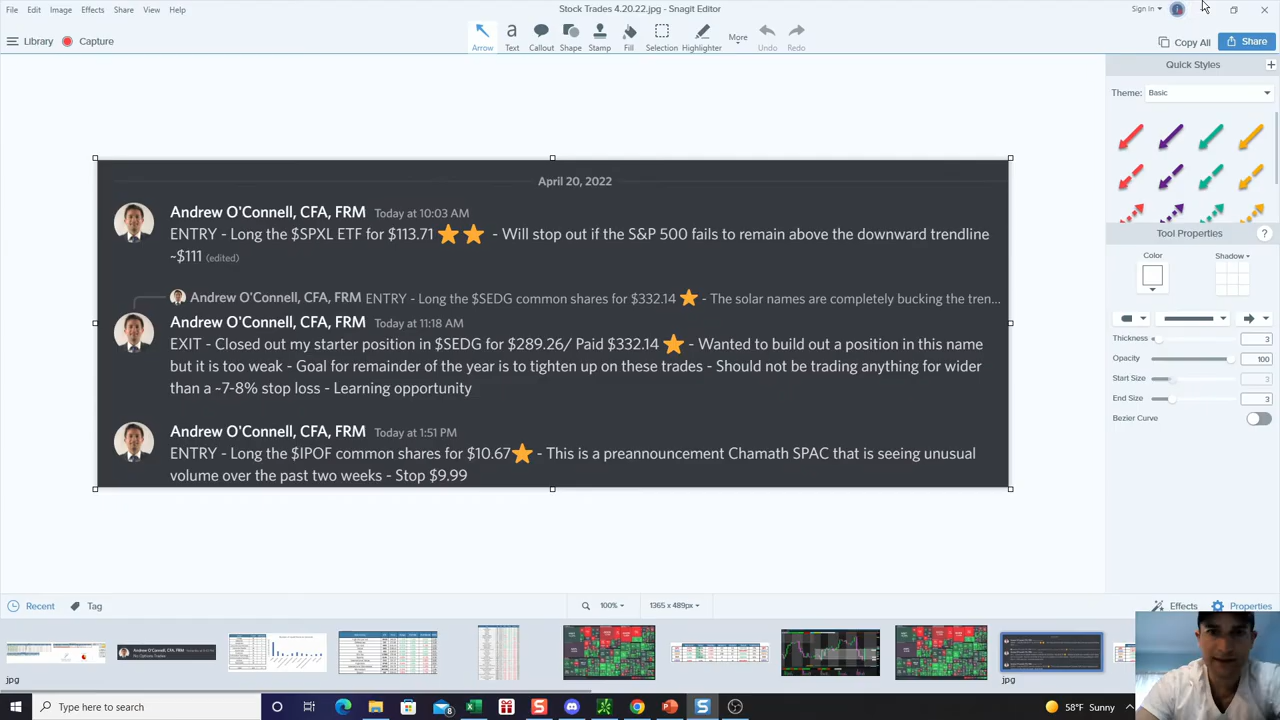 File Edit Image Effects Share View Help
Stock Trades 4.20.22.jpg - Snagit Editor
Sign In
Library Capture
Arrow Text Callout Shape Stamp Fill Selection Highlighter More Undo Redo
Copy All Share
Quick Styles
Theme: Basic
April 20, 2022
Andrew O'Connell, CFA, FRM Today at 10:03 AM
ENTRY - Long the $SPXL ETF for $113.71 ⭐⭐ - Will stop out if the S&P 500 fails to remain above the downward trendline
~$111 (edited)
Andrew O'Connell, CFA, FRM ENTRY - Long the $SEDG common shares for $332.14 ⭐ - The solar names are completely bucking the tren...
Andrew O'Connell, CFA, FRM Today at 11:18 AM
EXIT - Closed out my starter position in $SEDG for $289.26/ Paid $332.14 ⭐ - Wanted to build out a position in this name
but it is too weak - Goal for remainder of the year is to tighten up on these trades - Should not be trading anything for wider
than a ~7-8% stop loss - Learning opportunity
Andrew O'Connell, CFA, FRM Today at 1:51 PM
ENTRY - Long the $IPOF common shares for $10.67⭐ - This is a preannouncement Chamath SPAC that is seeing unusual
volume over the past two weeks - Stop $9.99
Tool Properties ?
Color Shadow
Thickness 3
Opacity 100
Start Size 3
End Size 3
Bezier Curve
Recent Tag
100% 1365 x 489px
Effects Properties
jpg
jpg
Type here to search
58°F Sunny